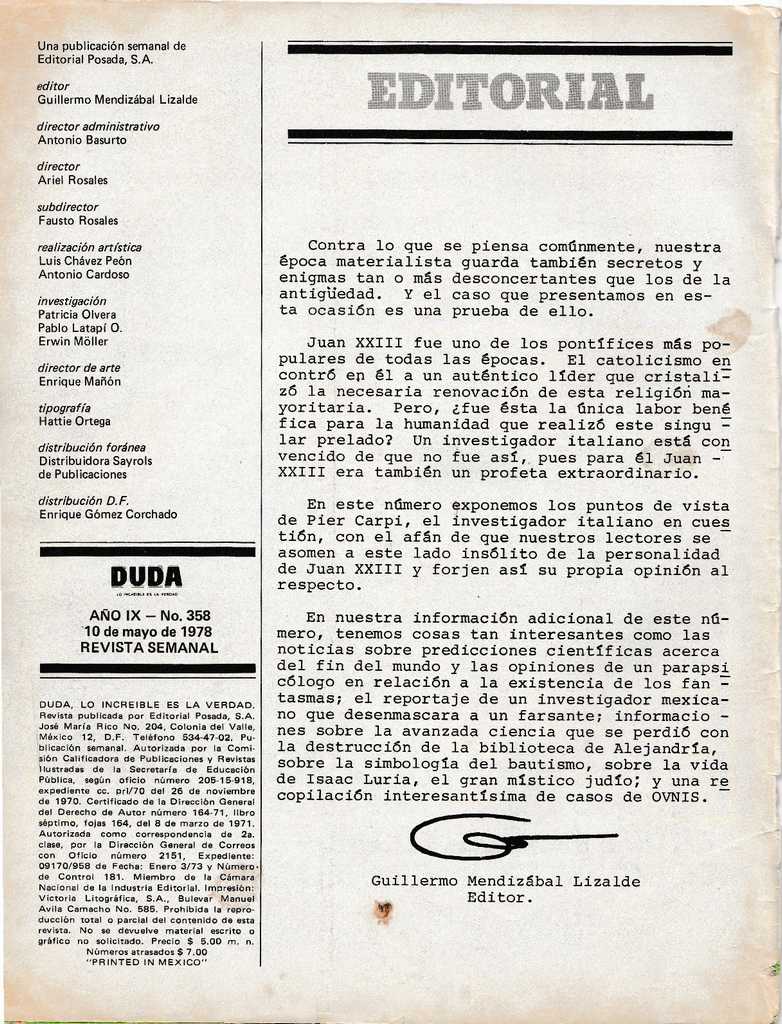 Una publicación semanal de
Editorial Posada, S.A.
editor
Guillermo Mendizábal Lizalde
director administrativo
Antonio Basurto
director
Ariel Rosales
subdirector
Fausto Rosales
realización artística
Luis Chávez Peón
Antonio Cardoso
investigación
Patricia Olvera
Pablo Latapí O.
Erwin Möller
director de arte
Enrique Mañón
tipografía
Hattie Ortega
distribución foránea
Distribuidora Sayrols
de Publicaciones
distribución D.F.
Enrique Gómez Corchado
DUDA
LO INCREIBLE ES LA VERDAD
AÑO IX — No. 358
10 de mayo de 1978
REVISTA SEMANAL
DUDA, LO INCREIBLE ES LA VERDAD.
Revista publicada por Editorial Posada, S.A.
José María Rico No. 204, Colonia del Valle,
México 12, D.F. Teléfono 534-47-02. Pu-
blicación semanal. Autorizada por la Comi-
sión Calificadora de Publicaciones y Revistas
Ilustradas de la Secretaría de Educación
Pública, según oficio número 205-15-918,
expediente cc. pri/70 del 26 de noviembre
de 1970. Certificado de la Dirección General
del Derecho de Autor número 164-71, libro
séptimo, fojas 164, del 8 de marzo de 1971.
Autorizada como correspondencia de 2a.
clase, por la Dirección General de Correos
con Oficio número 2151, Expediente:
09170/958 de Fecha: Enero 3/73 y Número
de Control 181. Miembro de la Cámara
Nacional de la Industria Editorial. Impresión:
Victoria Litográfica, S.A., Bulevar Manuel
Avila Camacho No. 585. Prohibida la repro-
ducción total o parcial del contenido de esta
revista. No se devuelve material escrito o
gráfico no solicitado. Precio $ 5.00 m. n.
Números atrasados $ 7.00
"PRINTED IN MEXICO"
EDITORIAL
Contra lo que se piensa comúnmente, nuestra
época materialista guarda también secretos y
enigmas tan o más desconcertantes que los de la
antigüedad. Y el caso que presentamos en es-
ta ocasión es una prueba de ello.
Juan XXIII fue uno de los pontífices más po-
pulares de todas las épocas. El catolicismo en
contró en él a un auténtico líder que cristali-
zó la necesaria renovación de esta religión ma-
yoritaria. Pero, ¿fue ésta la única labor bené
fica para la humanidad que realizó este singu -
lar prelado? Un investigador italiano está con
vencido de que no fue así, pues para él Juan -
XXIII era también un profeta extraordinario.
En este número exponemos los puntos de vista
de Pier Carpi, el investigador italiano en cues
tión, con el afán de que nuestros lectores se
asomen a este lado insólito de la personalidad
de Juan XXIII y forjen así su propia opinión al
respecto.
En nuestra información adicional de este nú-
mero, tenemos cosas tan interesantes como las
noticias sobre predicciones científicas acerca
del fin del mundo y las opiniones de un parapsi
cólogo en relación a la existencia de los fan -
tasmas; el reportaje de un investigador mexica-
no que desenmascara a un farsante; informacio -
nes sobre la avanzada ciencia que se perdió con
la destrucción de la biblioteca de Alejandría,
sobre la simbología del bautismo, sobre la vida
de Isaac Luria, el gran místico judío; y una re
copilación interesantísima de casos de OVNIS.
Guillermo Mendizábal Lizalde
Editor.